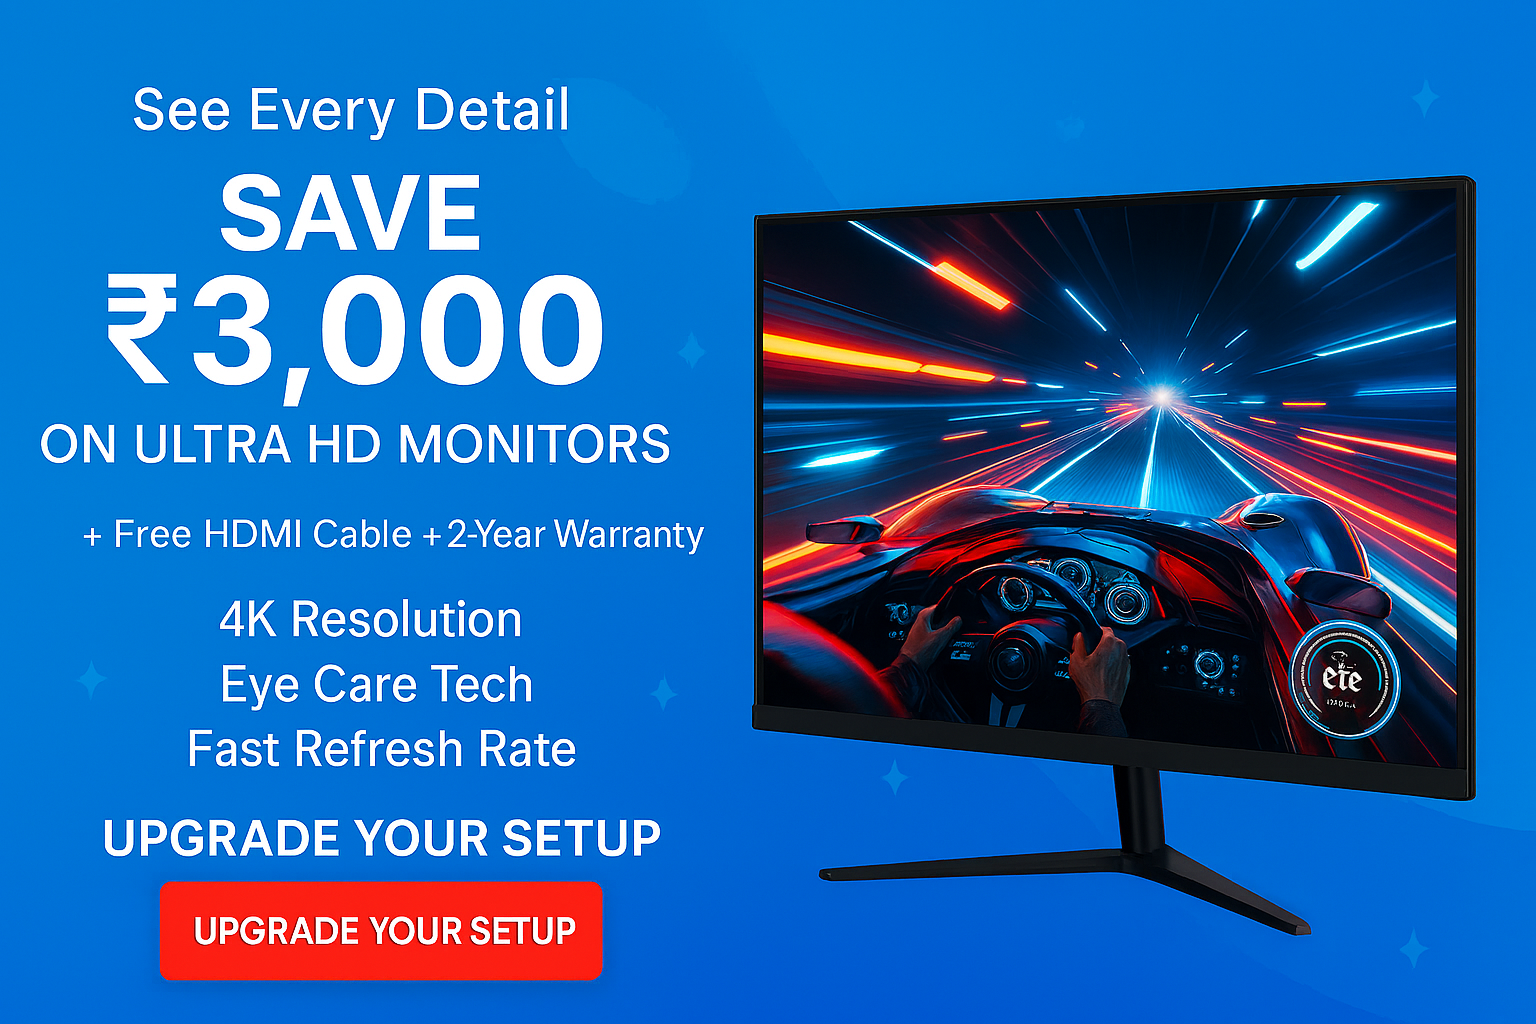 See Every Detail
SAVE
₹3,000
ON ULTRA HD MONITORS
+ Free HDMI Cable + 2-Year Warranty
4K Resolution
Eye Care Tech
Fast Refresh Rate
UPGRADE YOUR SETUP
UPGRADE YOUR SETUP
ete